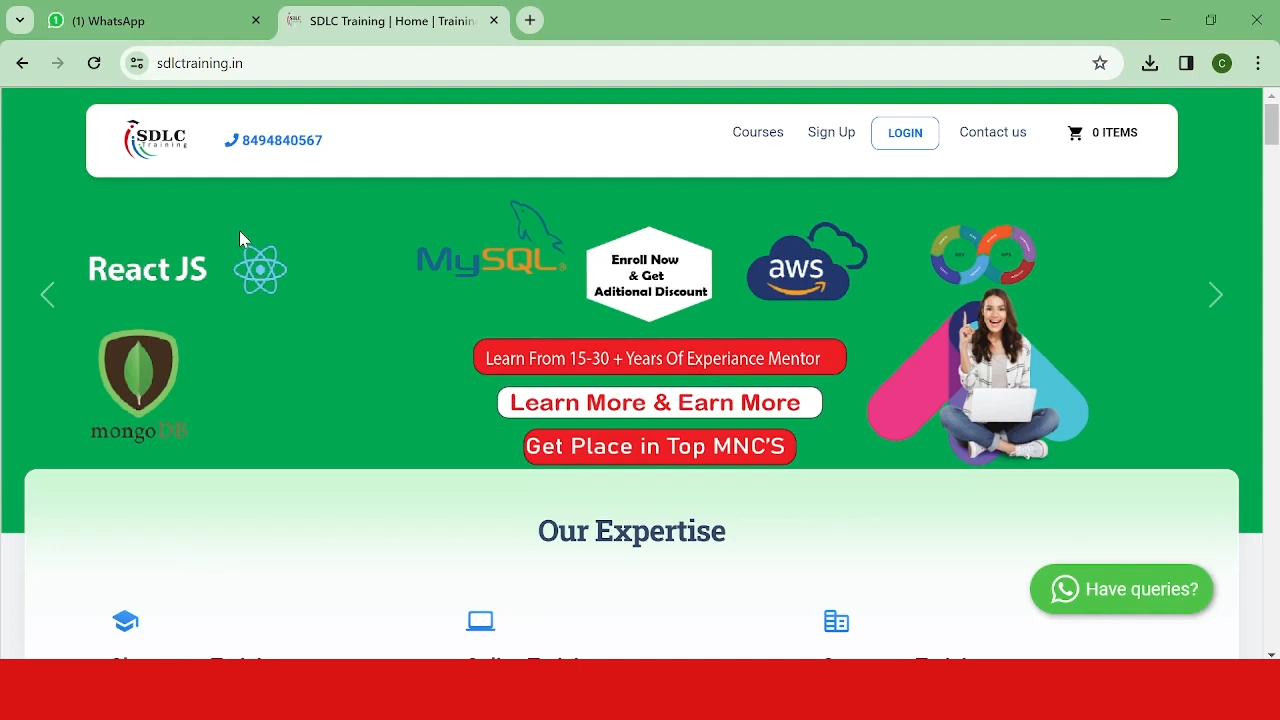 (1) WhatsApp
SDLC Training | Home | Trainin
sdlctraining.in
C
SDLC
Training
8494840567
Courses
Sign Up
LOGIN
Contact us
0 ITEMS
React JS
MySQL
Enroll Now
& Get
Aditional Discount
aws
mongoDB
Learn From 15-30 + Years Of Experiance Mentor
Learn More & Earn More
Get Place in Top MNC'S
Our Expertise
Have queries?